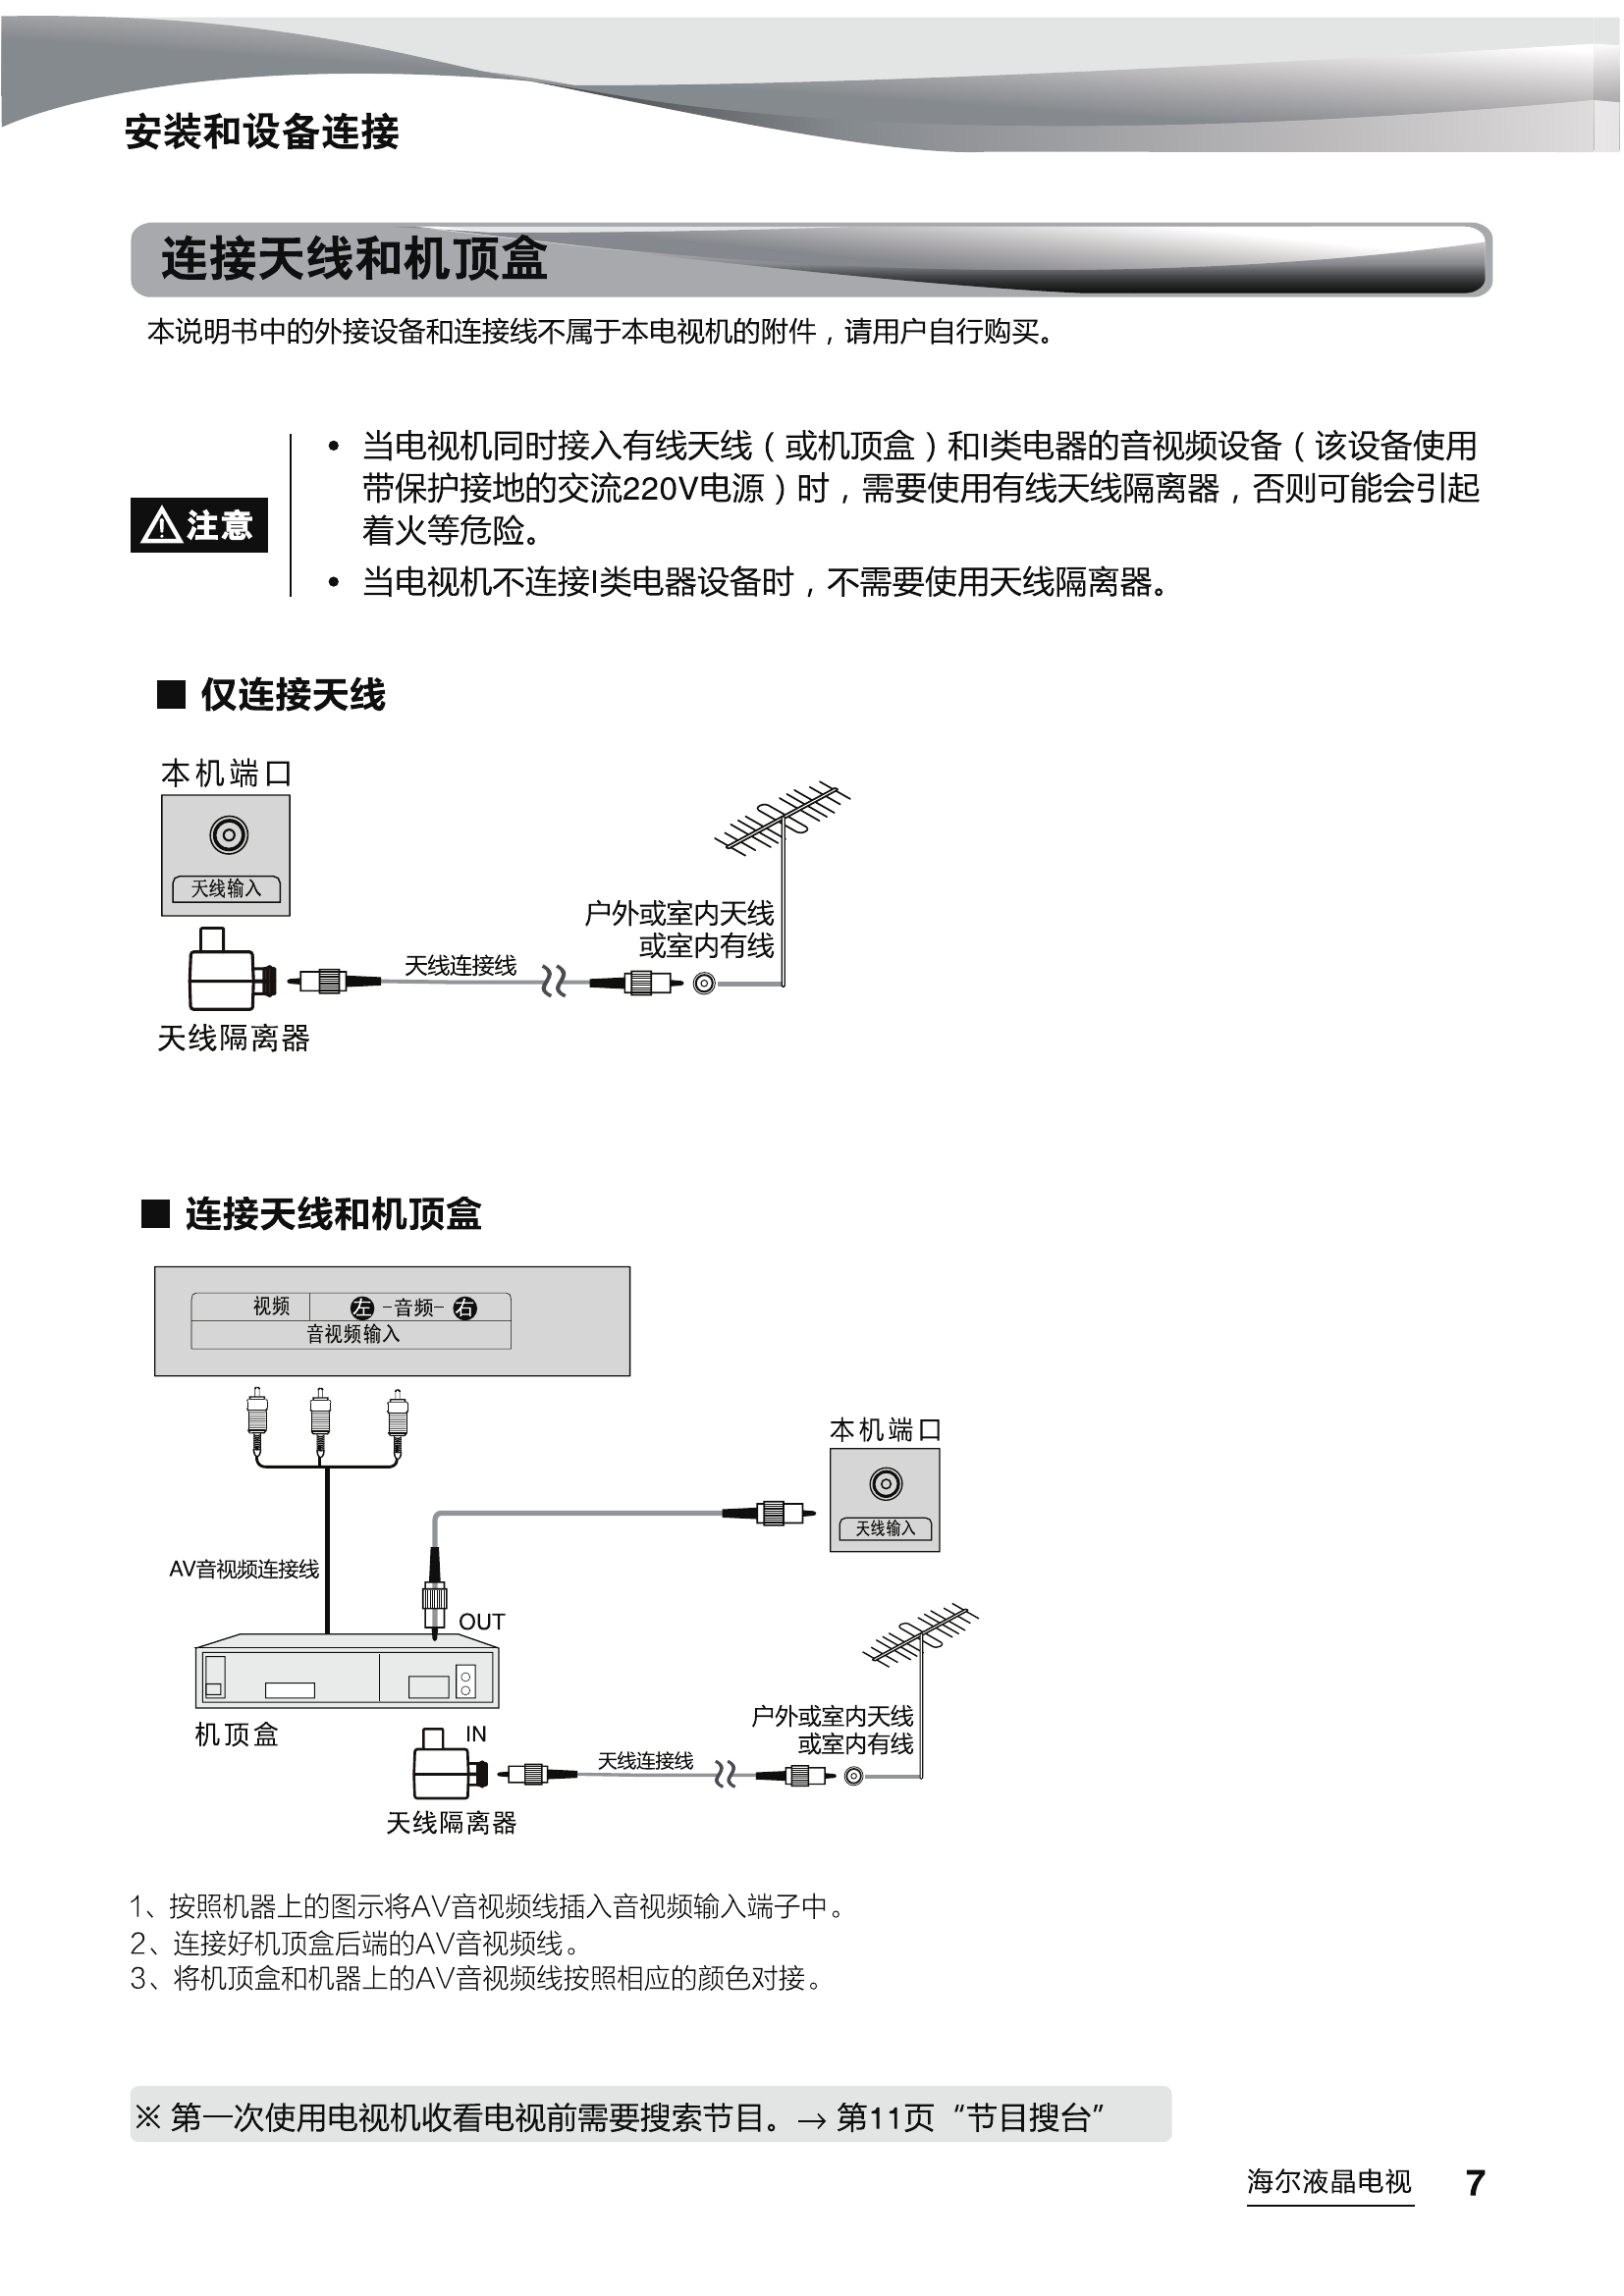 安装和设备连接
连接天线和机顶盒
本说明书中的外接设备和连接线不属于本电视机的附件，请用户自行购买。
注意
• 当电视机同时接入有线天线（或机顶盒）和I类电器的音视频设备（该设备使用
带保护接地的交流220V电源）时，需要使用有线天线隔离器，否则可能会引起
着火等危险。
• 当电视机不连接I类电器设备时，不需要使用天线隔离器。
■ 仅连接天线
本机端口
天线输入
户外或室内天线
或室内有线
天线连接线
天线隔离器
■ 连接天线和机顶盒
视频 左 -音频- 右
音视频输入
本机端口
天线输入
AV音视频连接线
OUT
机顶盒
IN
户外或室内天线
或室内有线
天线连接线
天线隔离器
1、按照机器上的图示将AV音视频线插入音视频输入端子中。
2、连接好机顶盒后端的AV音视频线。
3、将机顶盒和机器上的AV音视频线按照相应的颜色对接。
※ 第一次使用电视机收看电视前需要搜索节目。→ 第11页“节目搜台”
海尔液晶电视 7